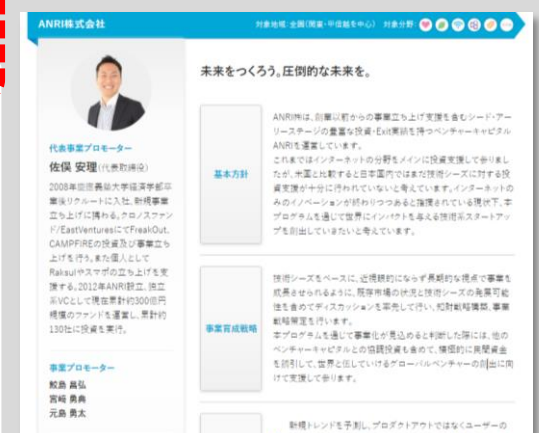 ANRI株式会社
対象地域:全国(関東・甲信越を中心) 対象分野:
未来をつくろう。圧倒的な未来を。
代表事業プロモーター
佐俣 安理(代表取締役)
2008年慶應義塾大学経済学部卒
業後リクルートに入社、新規事業
立ち上げに携わる。クロノスファン
ド/EastVenturesにてFreakOut、
CAMPFIREの投資及び事業立ち
上げを行う。また個人として
Raksulやスマポの立ち上げを支
援する。2012年ANRI設立、独立
系VCとして現在累計約300億円
規模のファンドを運営し、累計約
130社に投資を実行。
事業プロモーター
鮫島 昌弘
宮﨑 勇典
元島 勇太
基本方針
ANRI㈱は、創業以前からの事業立ち上げ支援を含むシード・アー
リーステージの豊富な投資・Exit実績を持つベンチャーキャピタル
ANRIを運営しています。
これまではインターネットの分野をメインに投資支援して参りまし
たが、米国と比較すると日本国内ではまだ技術シーズに対する投
資支援が十分に行われていないと考えています。インターネットの
みのイノベーションが終わりつつあると指摘されている現状下、本
プログラムを通じて世界にインパクトを与える技術系スタートアッ
プを創出していきたいと考えています。
事業育成戦略
技術シーズをベースに、近視眼的にならず長期的な視点で事業を
成長させられるように、既存市場の状況と技術シーズの発展可能
性を含めてディスカッションを率先して行い、知財戦略構築、事業
戦略策定を行います。
本プログラムを通して事業化が見込めると判断した際には、他の
ベンチャーキャピタルとの協調投資も含めて、積極的に民間資金
を誘引して、世界と伍していけるグローバルベンチャーの創出に向
けて支援して参ります。
新規トレンドを予測し、プロダクトアウトではなくユーザーの